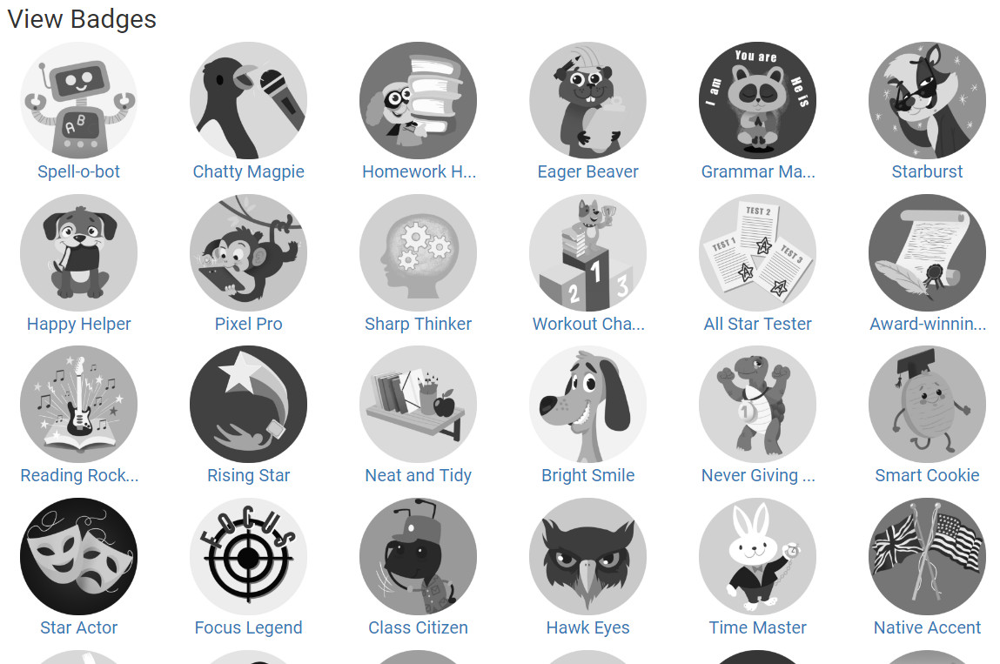 View Badges
A B
You are
I am
He is
Spell-o-bot
Chatty Magpie
Homework H...
Eager Beaver
Grammar Ma...
Starburst
TEST 1
TEST 2
TEST 3
A
A
A
1
2
3
Happy Helper
Pixel Pro
Sharp Thinker
Workout Cha...
All Star Tester
Award-winnin...
1
Reading Rock...
Rising Star
Neat and Tidy
Bright Smile
Never Giving ...
Smart Cookie
FOCUS
Star Actor
Focus Legend
Class Citizen
Hawk Eyes
Time Master
Native Accent